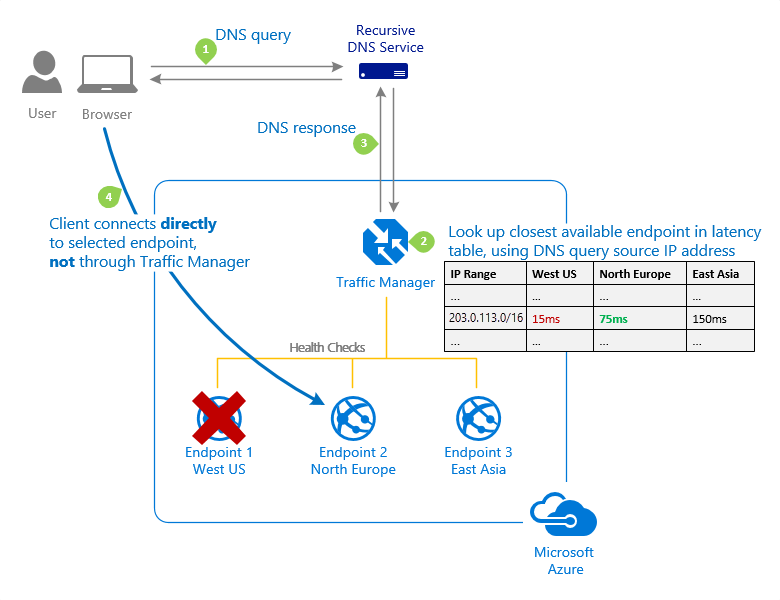 1
DNS query
Recursive
DNS Service
User
Browser
DNS response
3
4
Client connects directly
to selected endpoint,
not through Traffic Manager
2
Look up closest available endpoint in latency
table, using DNS query source IP address
Traffic Manager
IP Range West US North Europe East Asia
... ... ... ...
203.0.113.0/16 15ms 75ms 150ms
... ... ... ...
Health Checks
Endpoint 1
West US
Endpoint 2
North Europe
Endpoint 3
East Asia
Microsoft
Azure